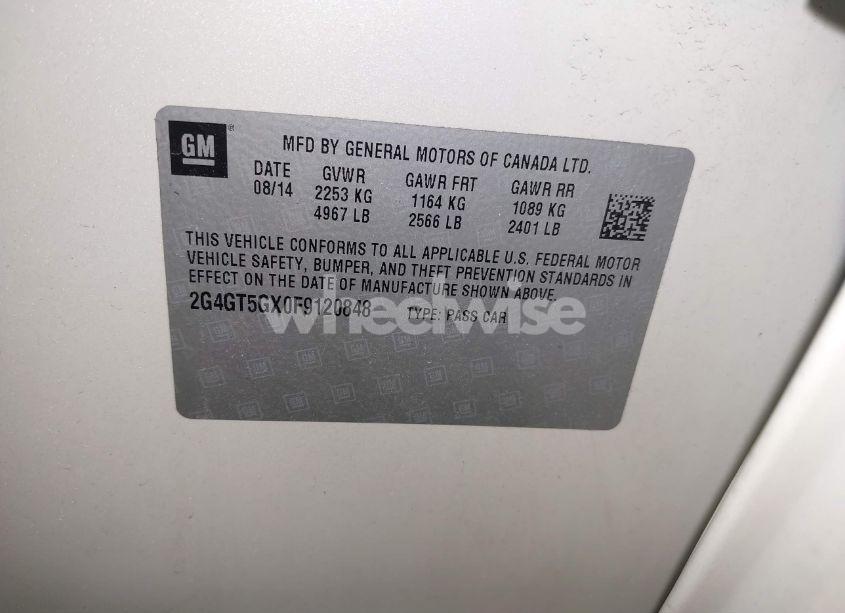 GM
MFD BY GENERAL MOTORS OF CANADA LTD.
DATE GVWR GAWR FRT GAWR RR
08/14 2253 KG 1164 KG 1089 KG
4967 LB 2566 LB 2401 LB
THIS VEHICLE CONFORMS TO ALL APPLICABLE U.S. FEDERAL MOTOR
VEHICLE SAFETY, BUMPER, AND THEFT PREVENTION STANDARDS IN
EFFECT ON THE DATE OF MANUFACTURE SHOWN ABOVE.
2G4GT5GX0F9120848 TYPE: PASS CAR
wheelwise